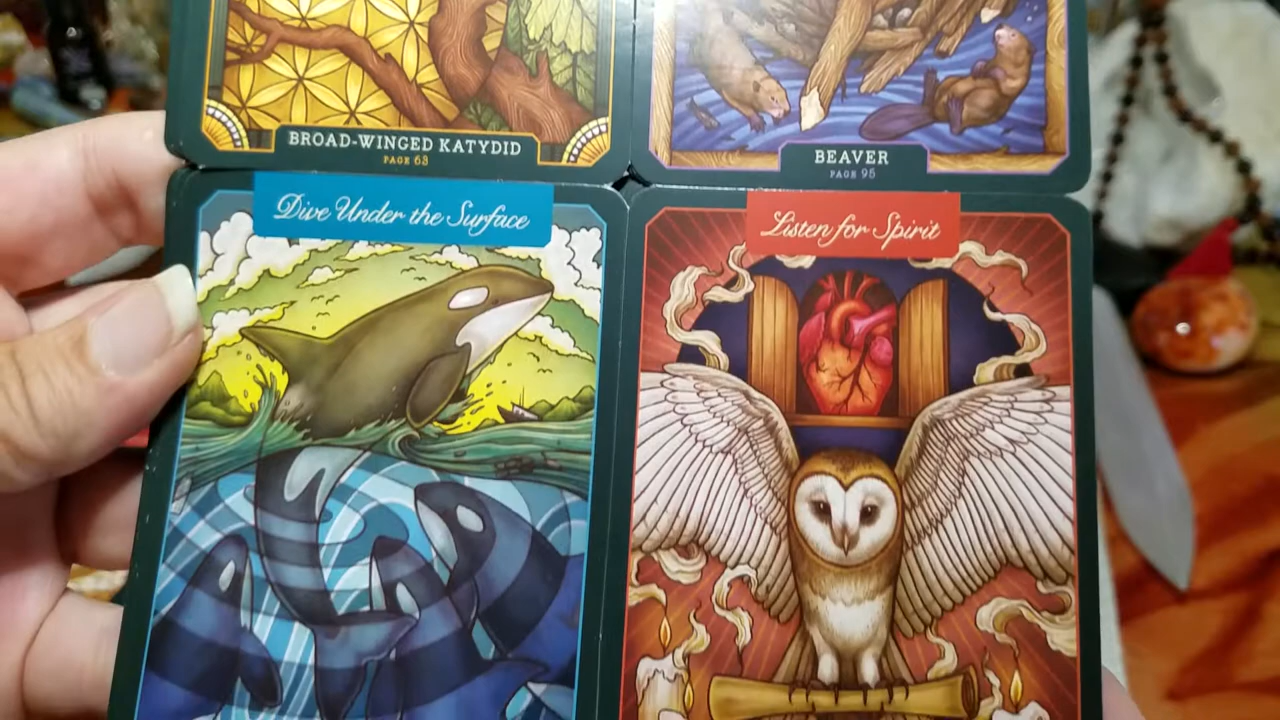 BROAD-WINGED KATYDID
PAGE 63
BEAVER
PAGE 95
Dive Under the Surface
Listen for Spirit